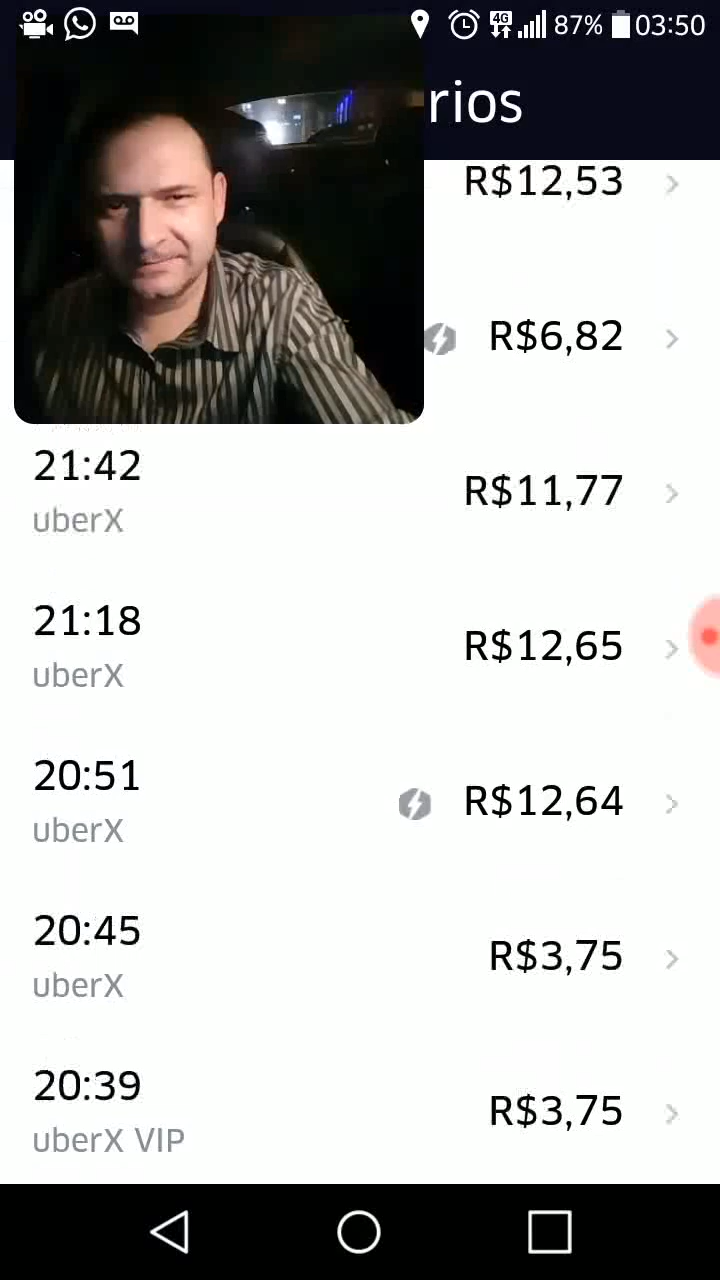 4G 87% 03:50
rios
R$12,53
R$6,82
21:42
uberX
R$11,77
21:18
uberX
R$12,65
20:51
uberX
R$12,64
20:45
uberX
R$3,75
20:39
uberX VIP
R$3,75